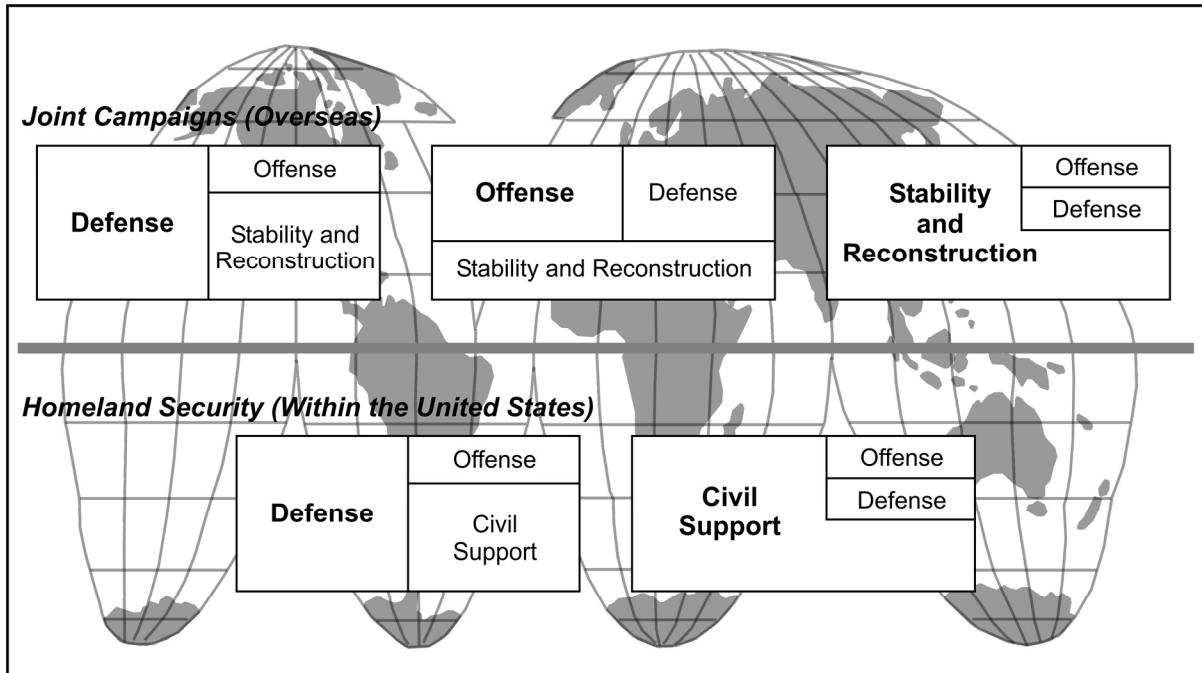 Joint Campaigns (Overseas)
Defense
Offense
Stability and
Reconstruction
Offense
Defense
Stability and Reconstruction
Stability
and
Reconstruction
Offense
Defense
Homeland Security (Within the United States)
Defense
Offense
Civil
Support
Civil
Support
Offense
Defense